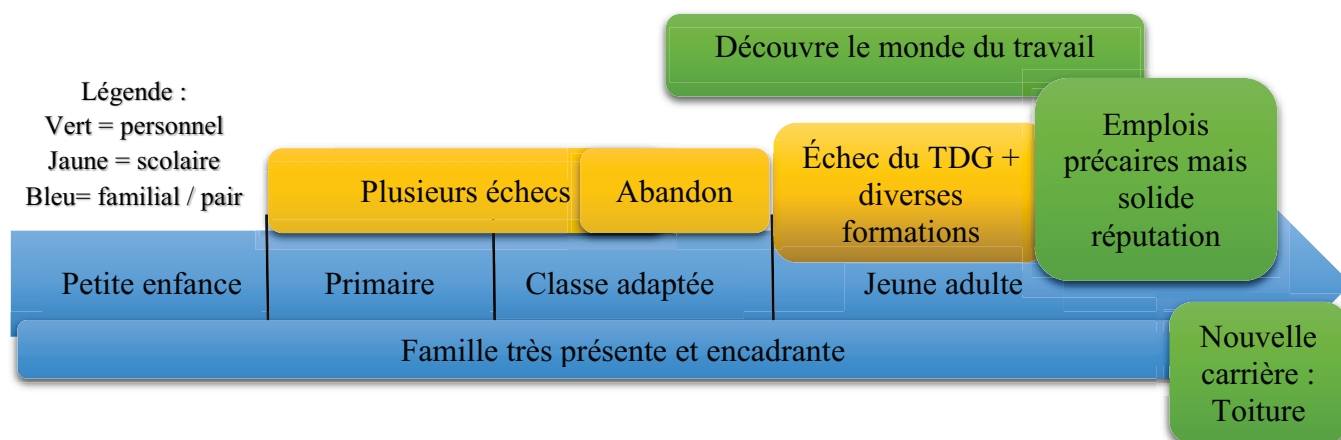 Découvre le monde du travail
Légende :
Vert = personnel
Jaune = scolaire
Bleu= familial / pair
Plusieurs échecs
Abandon
Échec du TDG +
diverses
formations
Emplois
précaires mais
solide
réputation
Petite enfance
Primaire
Classe adaptée
Jeune adulte
Famille très présente et encadrante
Nouvelle
carrière :
Toiture